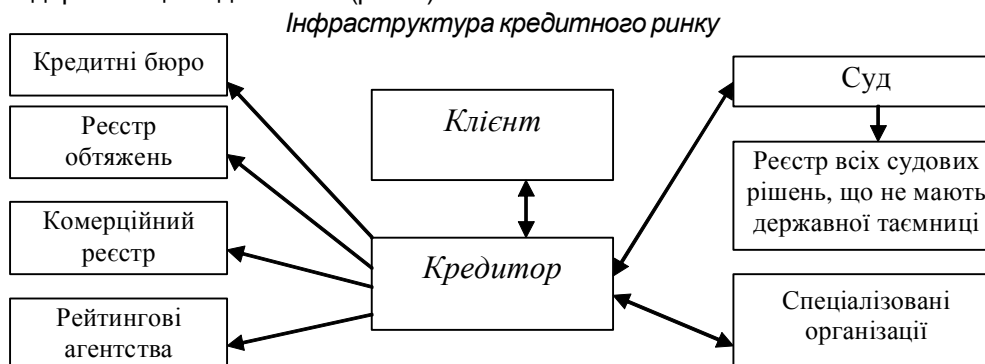 Інфраструктура кредитного ринку
Кредитні бюро
Реєстр
обтяжень
Комерційний
реєстр
Рейтингові
агентства
Клієнт
Кредитор
Суд
Реєстр всіх судових
рішень, що не мають
державної таємниці
Спеціалізовані
організації